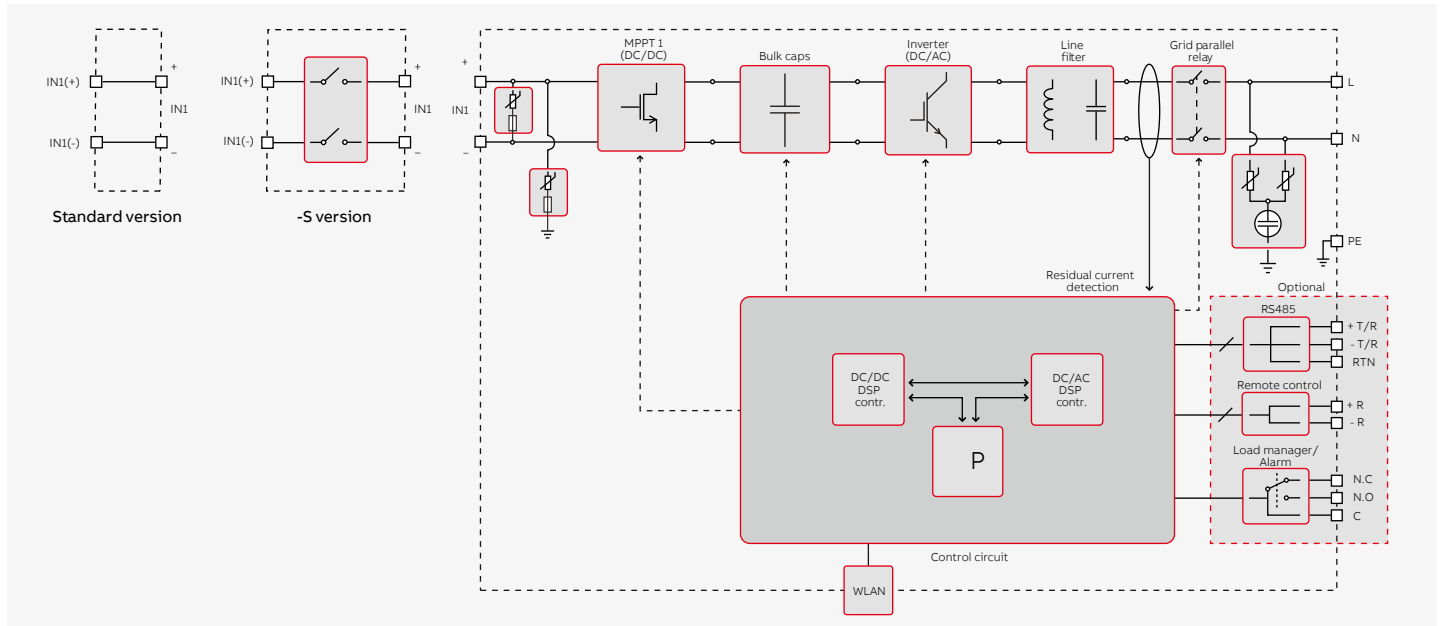 IN1(+)
+
IN1
IN1(-)
–
Standard version
IN1(+)
+
IN1
IN1(-)
–
-S version
+
IN1
–
MPPT 1
(DC/DC)
Bulk caps
Inverter
(DC/AC)
Line
filter
Grid parallel
relay
L
N
PE
Residual current
detection
Optional
RS485
+ T/R
- T/R
RTN
Remote control
+ R
- R
Load manager/
Alarm
N.C
N.O
C
DC/DC
DSP
contr.
DC/AC
DSP
contr.
P
Control circuit
WLAN